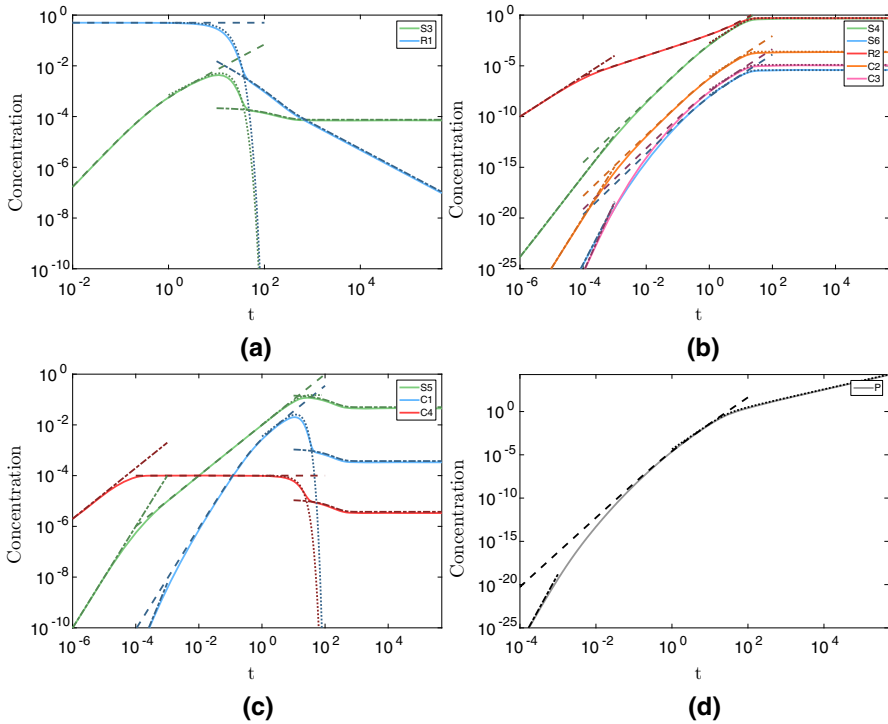 10^0
10^-2
10^-4
10^-6
10^-8
10^-10
Concentration
10^-2
10^0
10^2
10^4
t
S3
R1
(a)
10^0
10^-5
10^-10
10^-15
10^-20
10^-25
Concentration
10^-6
10^-4
10^-2
10^0
10^2
10^4
t
S4
S6
R2
C2
C3
(b)
10^0
10^-2
10^-4
10^-6
10^-8
10^-10
Concentration
10^-6
10^-4
10^-2
10^0
10^2
10^4
t
S5
C1
C4
(c)
10^0
10^-5
10^-10
10^-15
10^-20
10^-25
Concentration
10^-4
10^-2
10^0
10^2
10^4
t
P
(d)